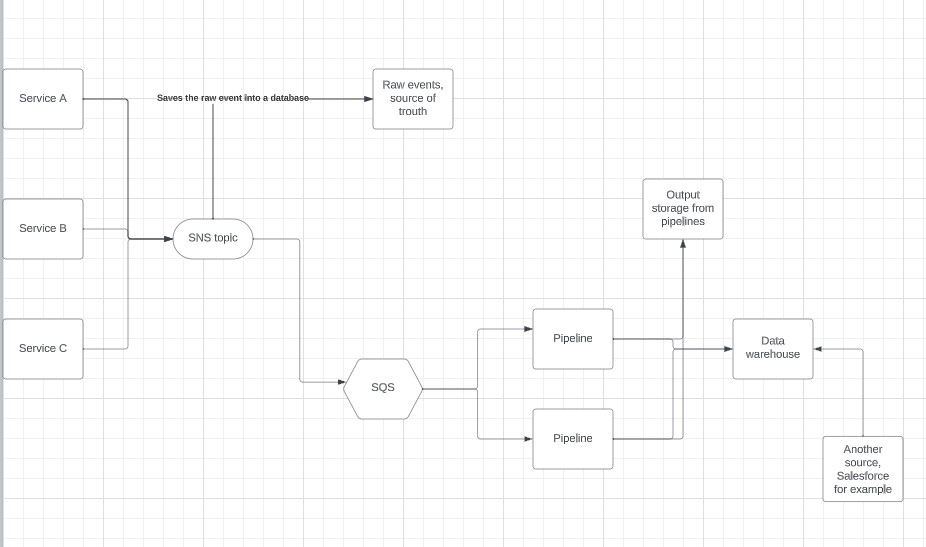 Service A
Saves the raw event into a database
Raw events,
source of
trouth
Output
storage from
pipelines
Service B
SNS topic
Service C
Pipeline
Data
warehouse
SQS
Pipeline
Another
source,
Salesforce
for example